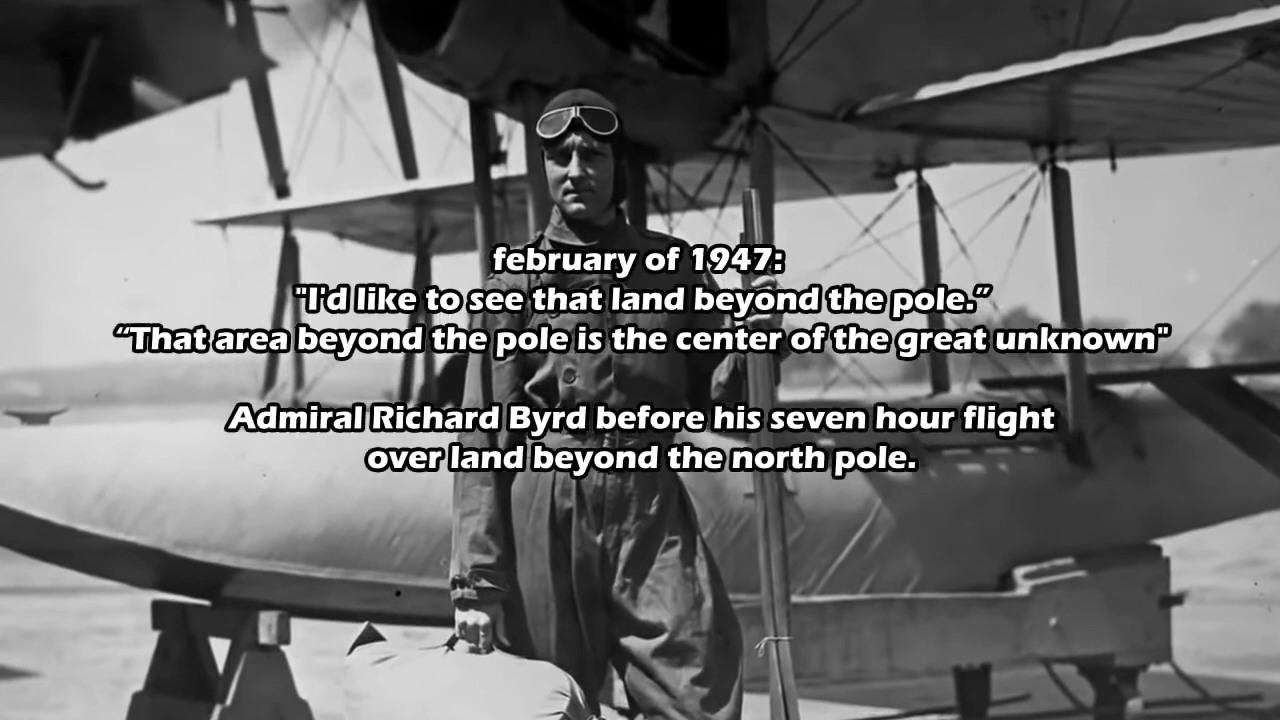 february of 1947:
"I'd like to see that land beyond the pole.”
“That area beyond the pole is the center of the great unknown"
Admiral Richard Byrd before his seven hour flight
over land beyond the north pole.